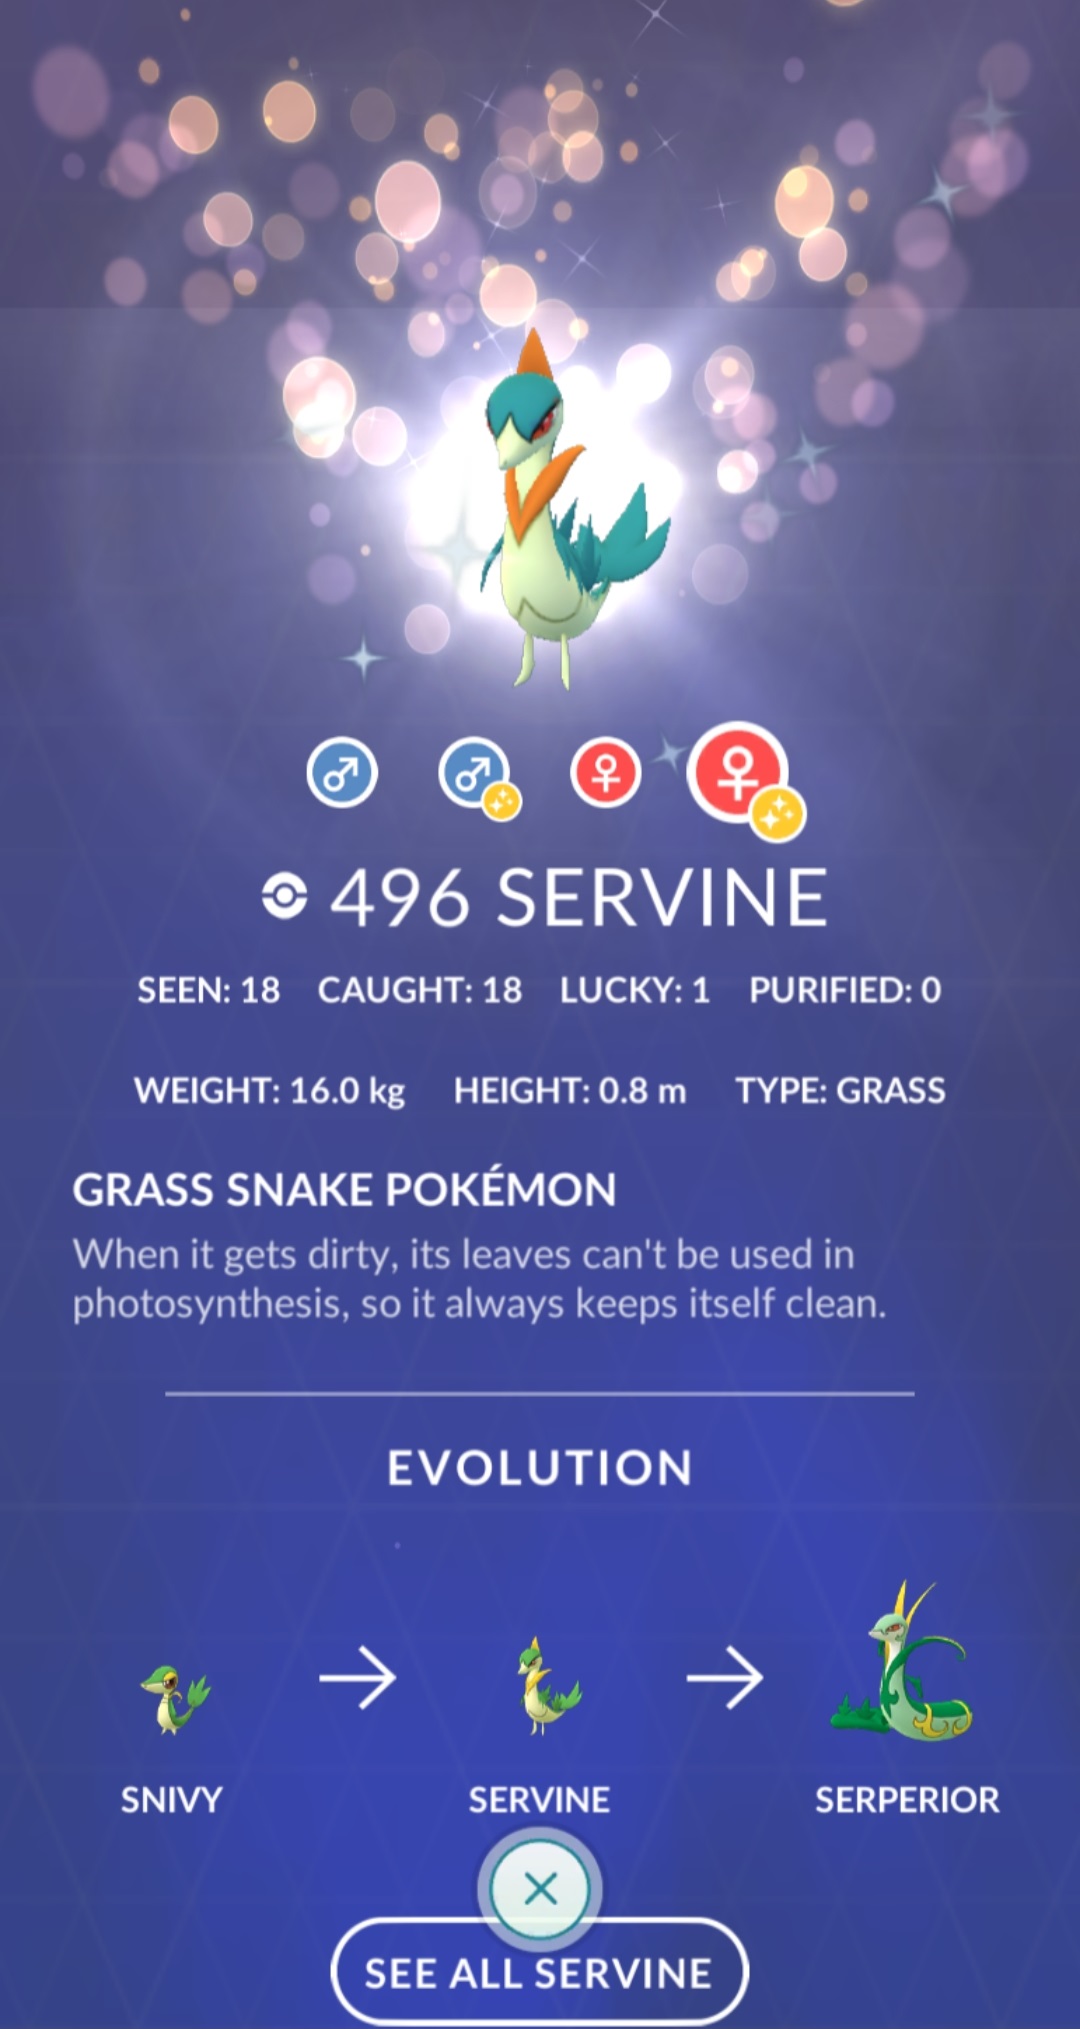 496 SERVINE
SEEN: 18 CAUGHT: 18 LUCKY: 1 PURIFIED: 0
WEIGHT: 16.0 kg HEIGHT: 0.8 m TYPE: GRASS
GRASS SNAKE POKÉMON
When it gets dirty, its leaves can't be used in
photosynthesis, so it always keeps itself clean.
EVOLUTION
SNIVY SERVINE SERPERIOR
SEE ALL SERVINE